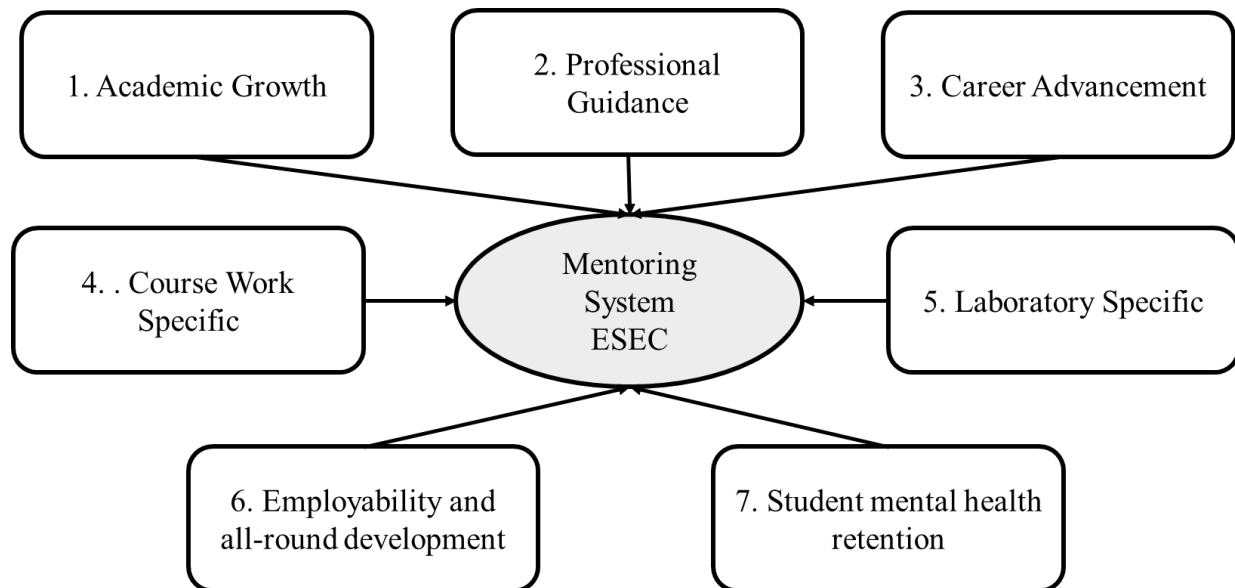 1. Academic Growth
2. Professional
Guidance
3. Career Advancement
4. . Course Work
Specific
Mentoring
System
ESEC
5. Laboratory Specific
6. Employability and
all-round development
7. Student mental health
retention